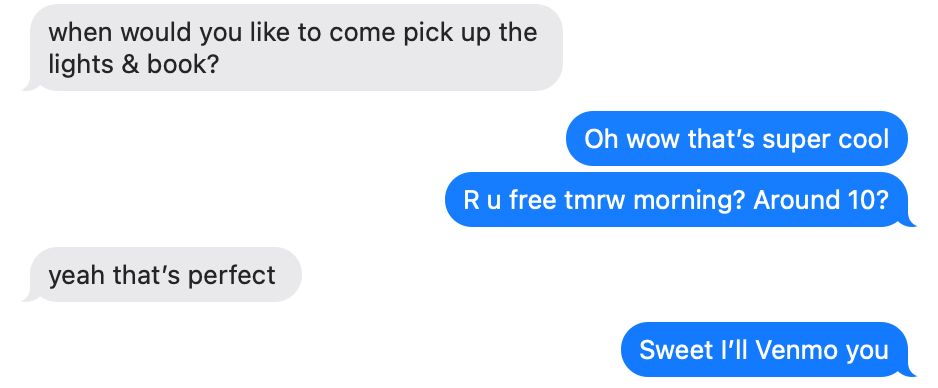 when would you like to come pick up the
lights & book?
Oh wow that’s super cool
R u free tmrw morning? Around 10?
yeah that’s perfect
Sweet I’ll Venmo you